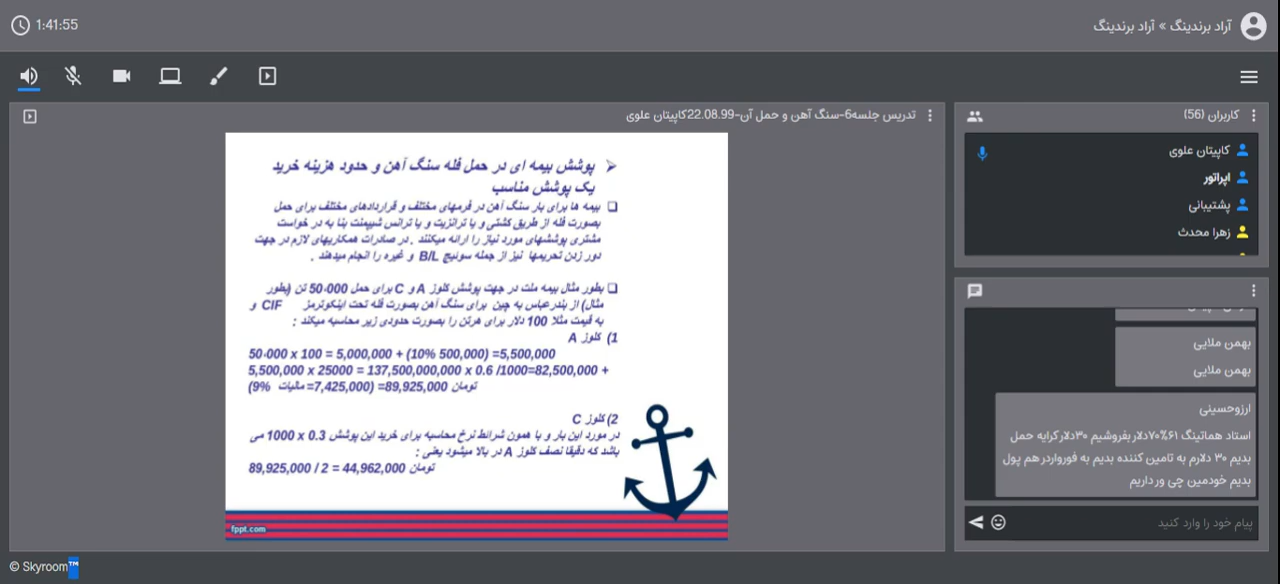 1:41:55
آراد برندینگ » آراد برندینگ
تدریس جلسه6-سنگ آهن و حمل آن-22.08.99کاپیتان علوی
پوشش بیمه ای در حمل فله سنگ آهن و حدود هزینه خرید
یک پوشش مناسب
بیمه ها برای بار سنگ آهن در فرمهای مختلف و قراردادهای مختلف برای حمل
بصورت فله از طریق کشتی و یا ترانزیت و یا ترانس شیپمنت بنا به در خواست
مشتری پوششهای مورد نیاز را ارائه میکنند . در صادرات همکاریهای لازم در جهت
دور زدن تحریمها نیز از جمله سوئیچ B/L و غیره را انجام میدهند .
بطور مثال بیمه ملت در جهت پوشش کلوز A و C برای حمل 50.000 تن (بطور
مثال) از بندرعباس به چین برای سنگ آهن بصورت فله تحت اینکوترمز CIF و
به قیمت مثلا 100 دلار برای هرتن را بصورت حدودی زیر محاسبه میکند :
1) کلوز A
50.000 x 100 = 5,000,000 + (10% 500,000) =5,500,000
5,500,000 x 25000 = 137,500,000,000 x 0.6 /1000=82,500,000 +
(9% مالیات =7,425,000) =89,925,000 تومان
2) کلوز C
در مورد این بار و با همون شرائط نرخ محاسبه برای خرید این پوشش 0.3 x 1000 می
باشد که دقیقا نصف کلوز A در بالا میشود یعنی :
89,925,000 / 2 = 44,962,000 تومان
fppt.com
کاربران (56)
کاپیتان علوی
اپراتور
پشتیبانی
زهرا محدث
بهمن ملایی
بهمن ملایی
ارزوحسینی
استاد هماتینگ ۶۱%۷۰دلار بفروشیم ۳۰دلارکرایه حمل
بدیم ۳۰ دلارم به تامین کننده بدیم به فورواردر هم پول
بدیم خودمین چی ور داریم
پیام خود را وارد کنید
© Skyroom™